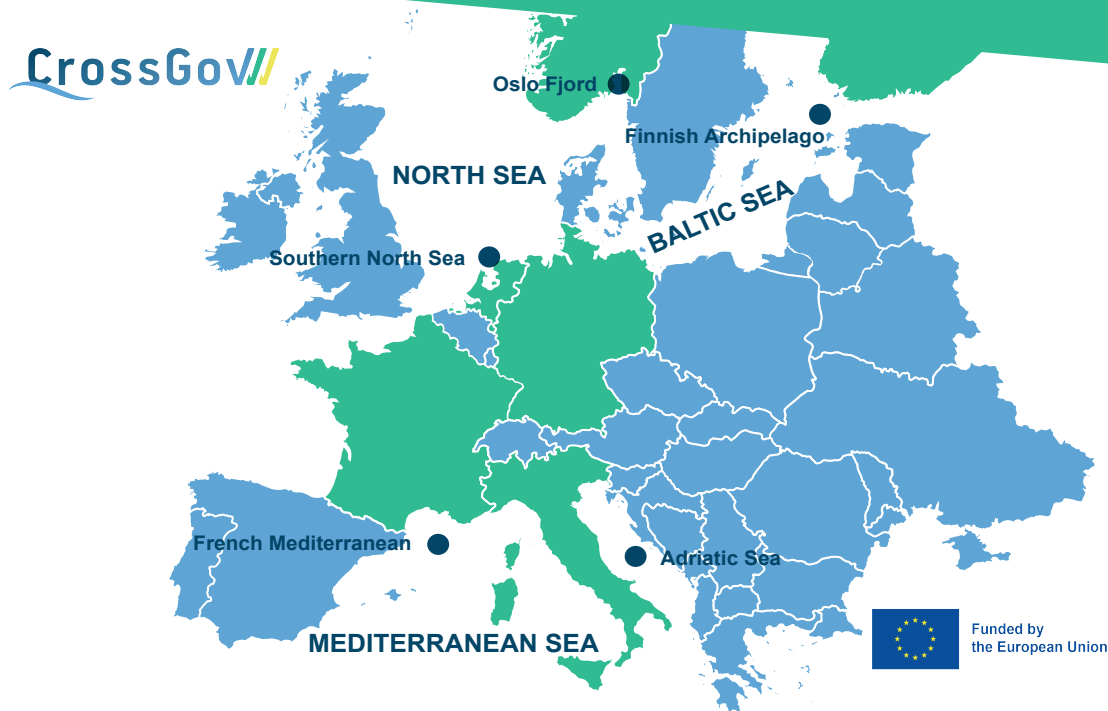 CrossGov
Oslo Fjord
Finnish Archipelago
NORTH SEA
BALTIC SEA
Southern North Sea
French Mediterranean
Adriatic Sea
MEDITERRANEAN SEA
Funded by
the European Union